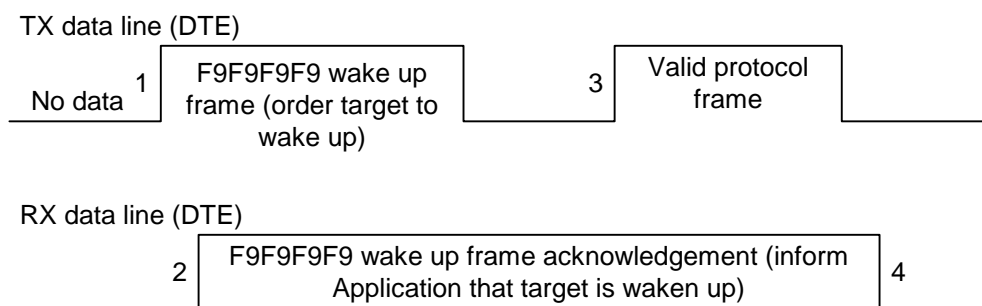 TX data line (DTE)
No data
1
F9F9F9F9 wake up
frame (order target to
wake up)
3
Valid protocol
frame
RX data line (DTE)
2
F9F9F9F9 wake up frame acknowledgement (inform
Application that target is waken up)
4